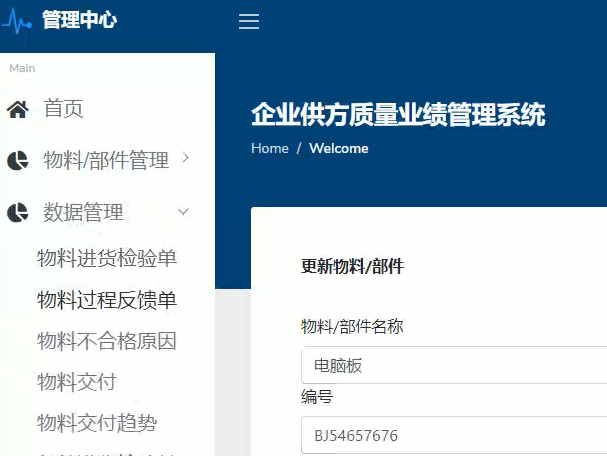 管理中心
Main
首页
物料/部件管理
数据管理
物料进货检验单
物料过程反馈单
物料不合格原因
物料交付
物料交付趋势
企业供方质量业绩管理系统
Home / Welcome
更新物料/部件
物料/部件名称
电脑板
编号
BJ54657676